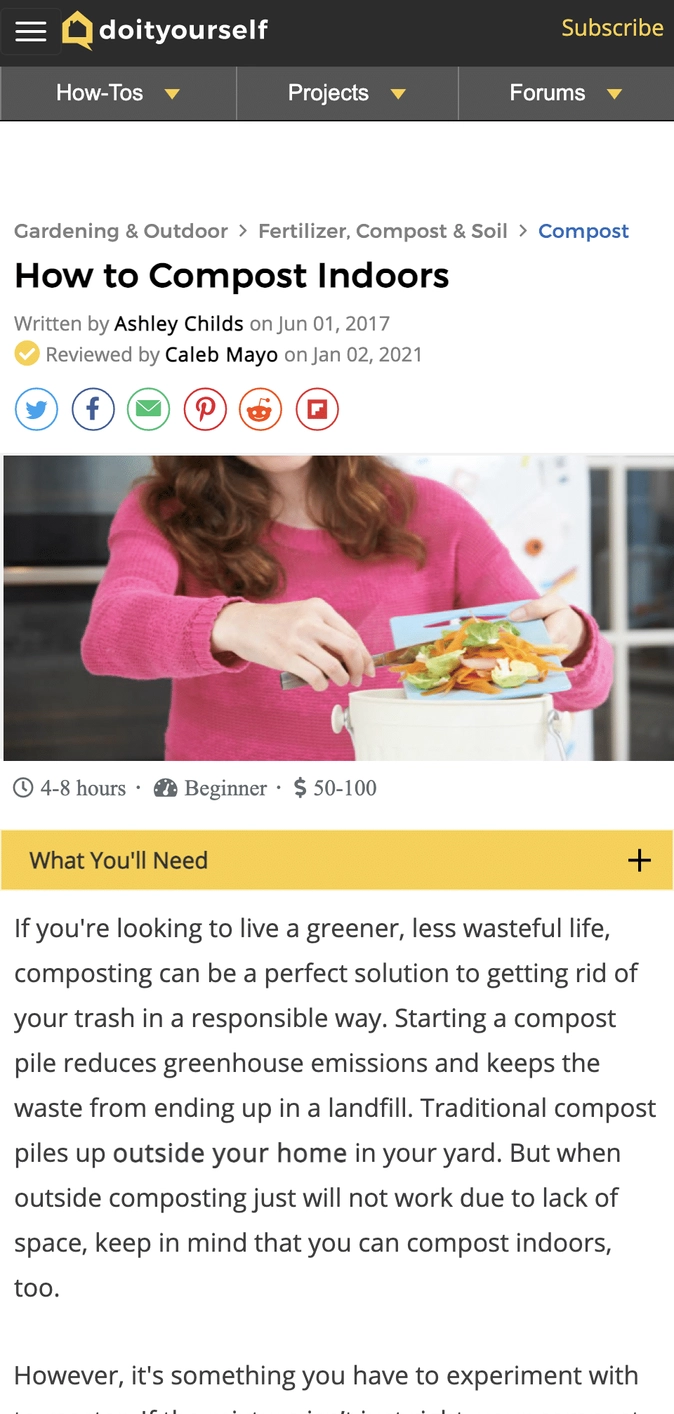 doityourself
Subscribe
How-Tos
Projects
Forums
Gardening & Outdoor > Fertilizer, Compost & Soil > Compost
How to Compost Indoors
Written by Ashley Childs on Jun 01, 2017
Reviewed by Caleb Mayo on Jan 02, 2021
4-8 hours · Beginner · $ 50-100
What You'll Need +
If you're looking to live a greener, less wasteful life,
composting can be a perfect solution to getting rid of
your trash in a responsible way. Starting a compost
pile reduces greenhouse emissions and keeps the
waste from ending up in a landfill. Traditional compost
piles up outside your home in your yard. But when
outside composting just will not work due to lack of
space, keep in mind that you can compost indoors,
too.
However, it's something you have to experiment with